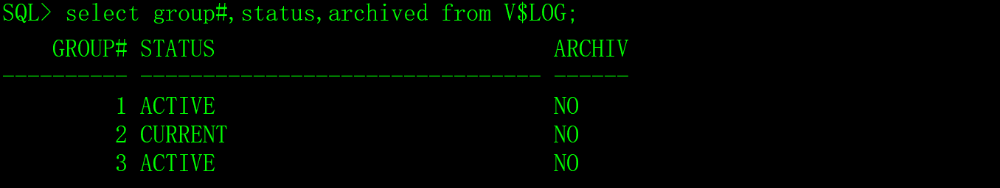 SQL> select group#,status,archived from V$LOG;
GROUP# STATUS ARCHIV
---------- -------------------------------- ------
1 ACTIVE NO
2 CURRENT NO
3 ACTIVE NO